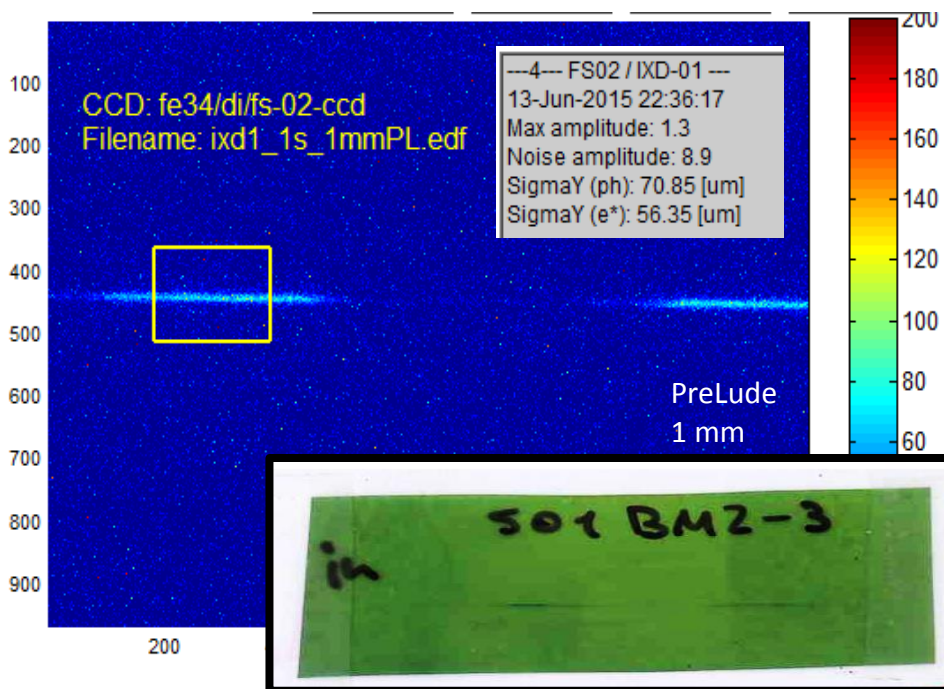 CCD: fe34/di/fs-02-ccd
Filename: ixd1_1s_1mmPL.edf
---4--- FS02 / IXD-01 ---
13-Jun-2015 22:36:17
Max amplitude: 1.3
Noise amplitude: 8.9
SigmaY (ph): 70.85 [um]
SigmaY (e*): 56.35 [um]
100
200
300
400
500
600
700
800
900
200
200
180
160
140
120
100
80
60
PreLude
1 mm
501 BM2-3
in